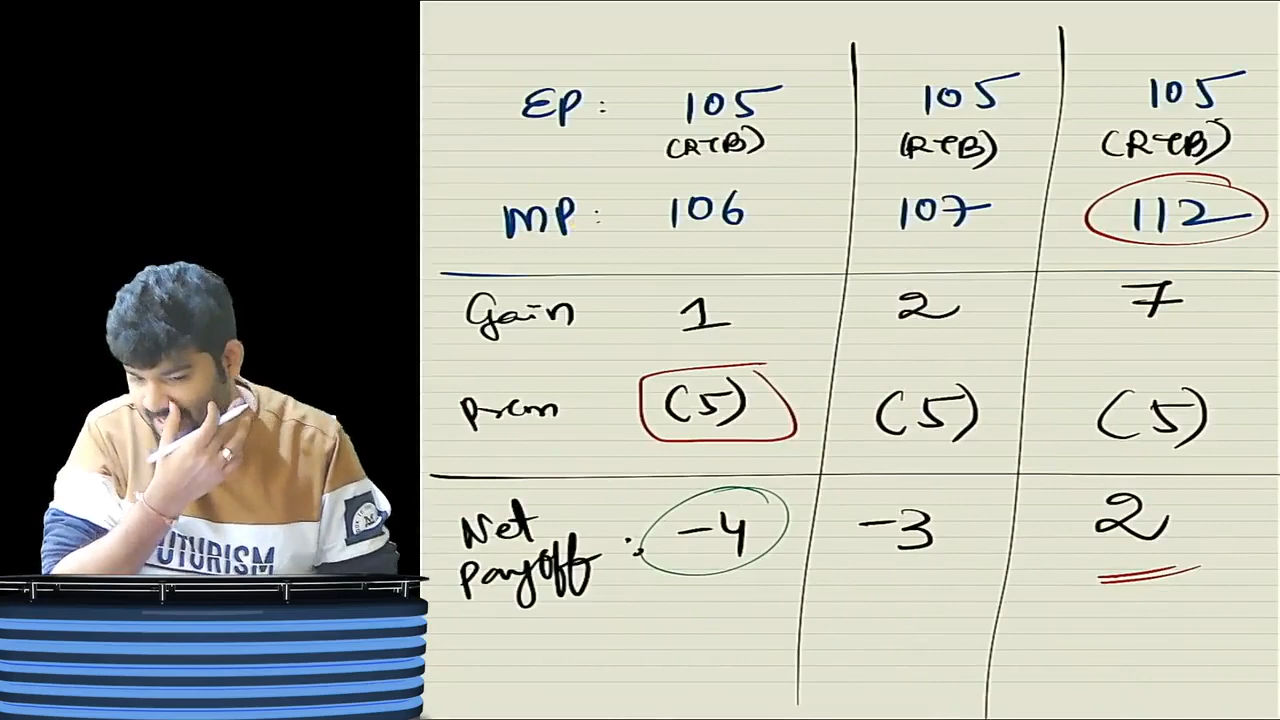 EP: 105 105 105
(RTB) (RTB) (RTB)
MP: 106 107 112
Gain 1 2 7
Prem (5) (5) (5)
Net Payoff : -4 -3 2
FUTURISM
M